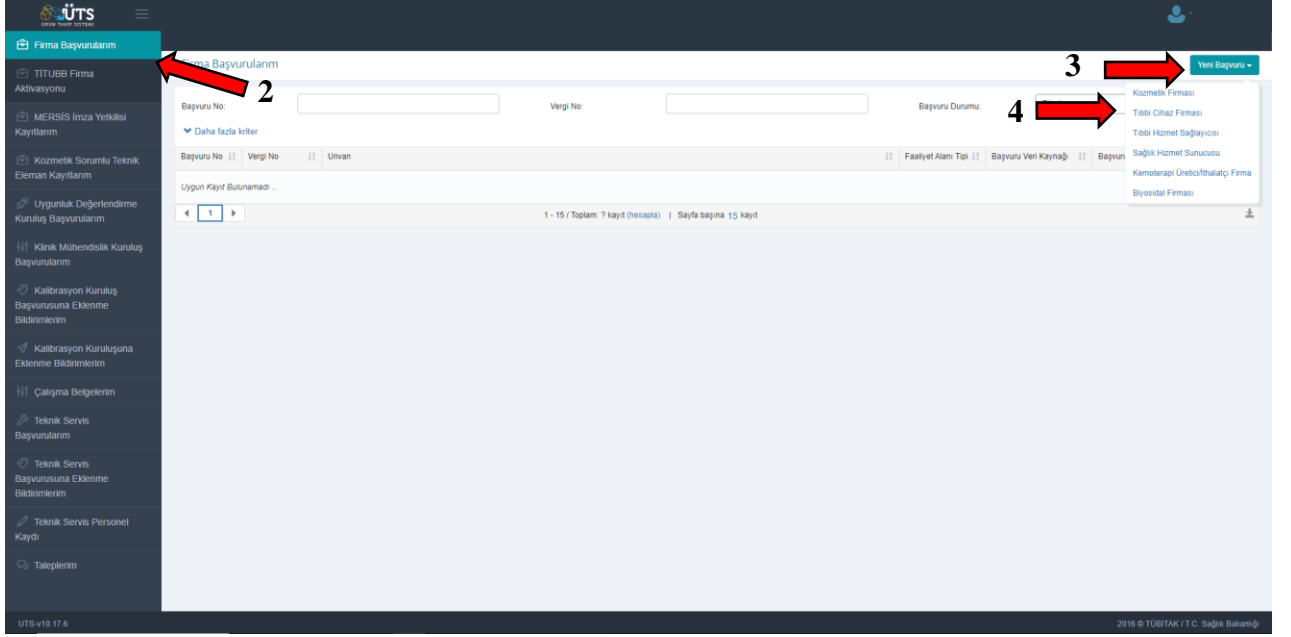 ÜTS
ÜRÜN TAKİP SİSTEMİ
Firma Başvurularım
TİTUBB Firma
Aktivasyonu
MERSİS İmza Yetkilisi
Kayıtlarım
Kozmetik Sorumlu Teknik
Eleman Kayıtlarım
Uygunluk Değerlendirme
Kuruluş Başvurularım
Klinik Mühendislik Kuruluş
Başvurularım
Kalibrasyon Kuruluş
Başvurusuna Eklenme
Bildirimlerim
Kalibrasyon Kuruluşuna
Eklenme Bildirimlerim
Çalışma Belgelerim
Teknik Servis
Başvurularım
Teknik Servis
Başvurusuna Eklenme
Bildirimlerim
Teknik Servis Personel
Kaydı
Taleplerim
UTS-v10.17.6
2
Firma Başvurularım
3
Yeni Başvuru
4
Kozmetik Firması
Tıbbi Cihaz Firması
Tıbbi Hizmet Sağlayıcısı
Sağlık Hizmet Sunucusu
Kemoterapi Üretici/İthalatçı Firma
Biyosidal Firması
Başvuru No: Vergi No: Başvuru Durumu:
Daha fazla kriter
Başvuru No Vergi No Unvan Faaliyet Alanı Tipi Başvuru Veri Kaynağı Başvuru
Uygun Kayıt Bulunamadı ...
1 1 - 15 / Toplam: ? kayıt (hesapla) | Sayfa başına 15 kayıt
2016 © TÜBİTAK / T.C. Sağlık Bakanlığı